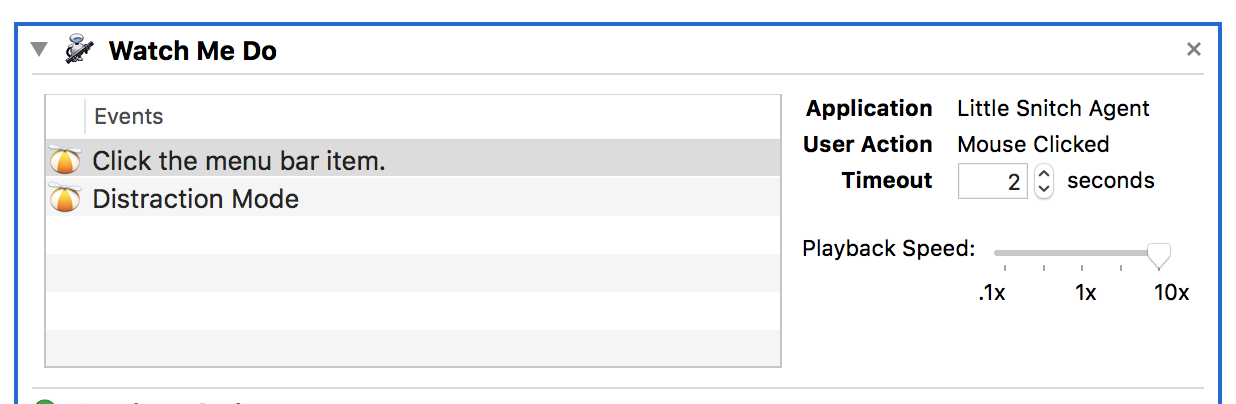 Watch Me Do
Events
Click the menu bar item.
Distraction Mode
Application Little Snitch Agent
User Action Mouse Clicked
Timeout 2 seconds
Playback Speed:
.1x 1x 10x